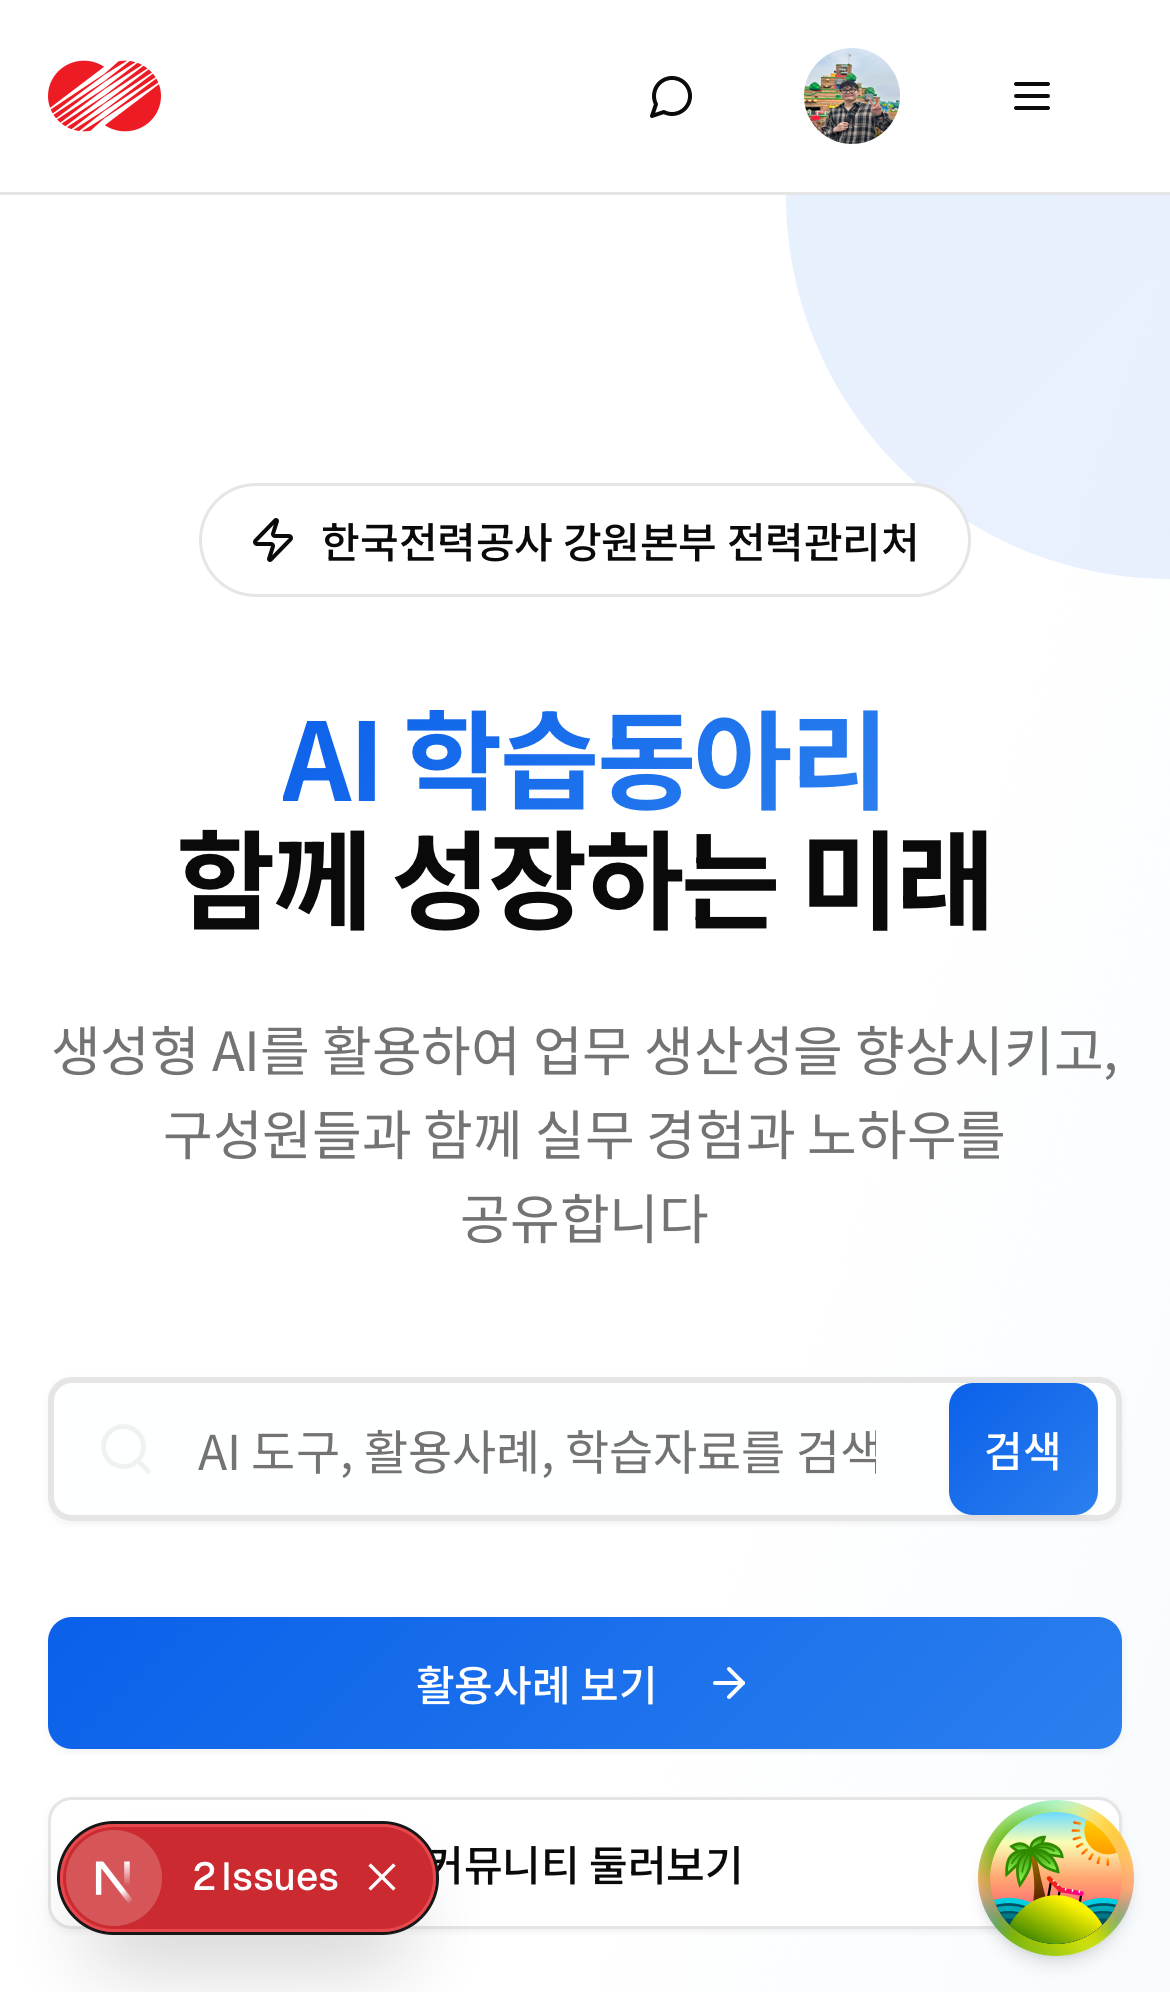 한국전력공사 강원본부 전력관리처
AI 학습동아리
함께 성장하는 미래
생성형 AI를 활용하여 업무 생산성을 향상시키고,
구성원들과 함께 실무 경험과 노하우를
공유합니다
AI 도구, 활용사례, 학습자료를 검색
검색
활용사례 보기
커뮤니티 둘러보기
N
2 Issues